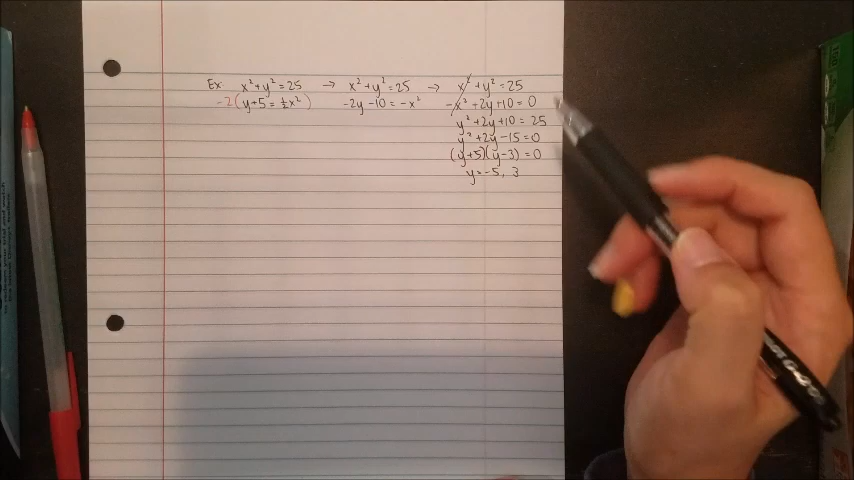 Ex: x²+y²=25 → x²+y²=25 → x²+y²=25
-2(y+5=½x²) -2y-10=-x² -x²+2y+10=0
y²+2y+10=25
y²+2y-15=0
(y+5)(y-3)=0
y=-5, 3